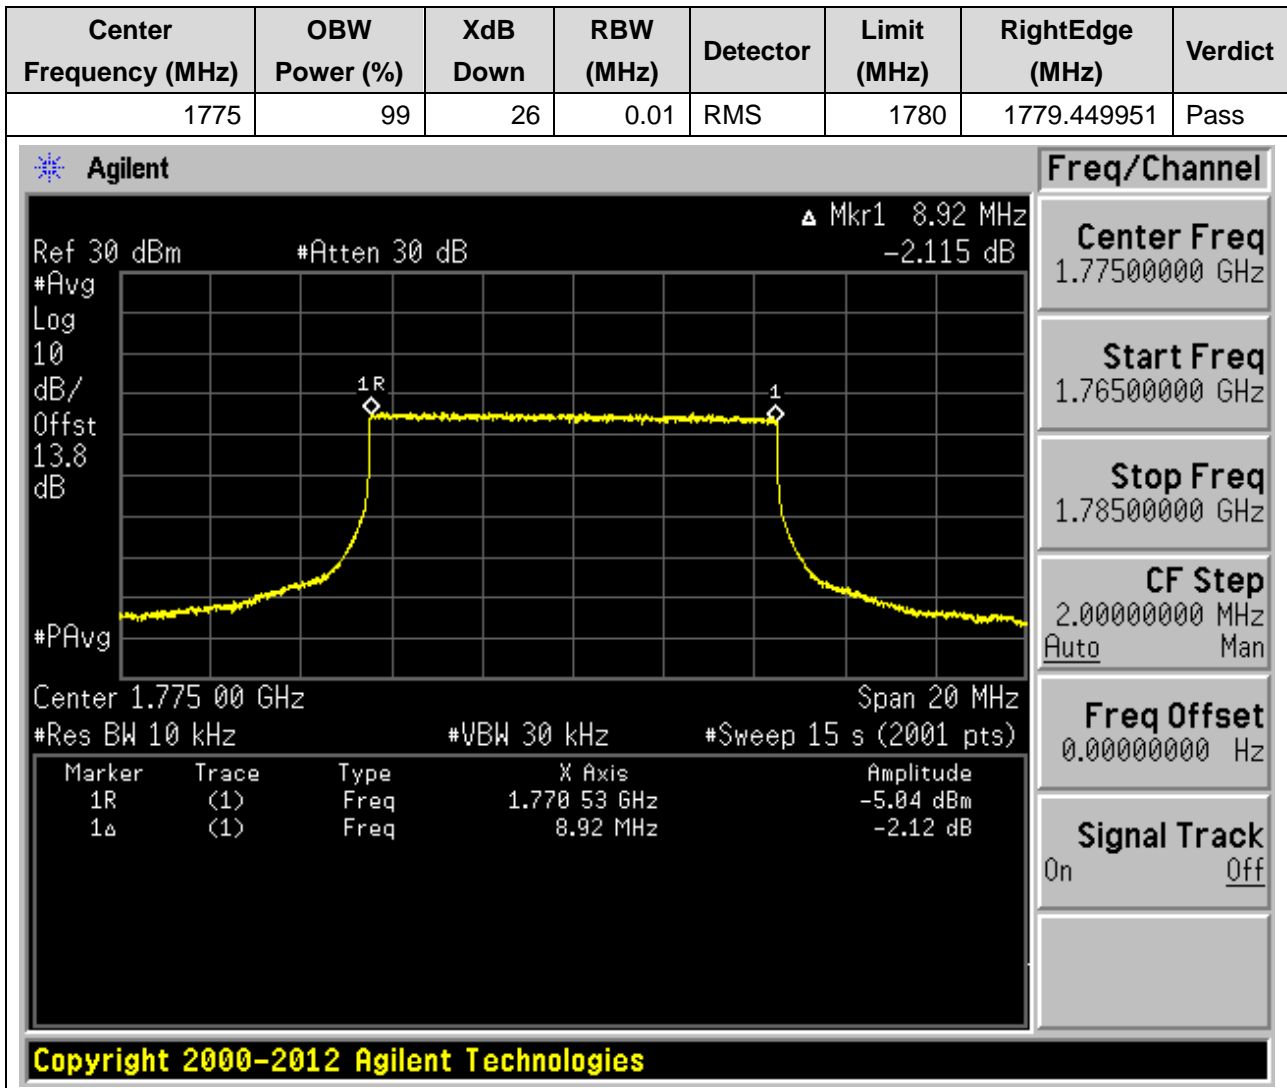 Center Frequency (MHz) OBW Power (%) XdB Down RBW (MHz) Detector Limit (MHz) RightEdge (MHz) Verdict
1775 99 26 0.01 RMS 1780 1779.449951 Pass
Agilent
Freq/Channel
Δ Mkr1 8.92 MHz
Ref 30 dBm #Atten 30 dB -2.115 dB
#Avg
Log
10
dB/
Offst
13.8
dB
1R
1
#PAvg
Center 1.775 00 GHz Span 20 MHz
#Res BW 10 kHz #VBW 30 kHz #Sweep 15 s (2001 pts)
Marker Trace Type X Axis Amplitude
1R (1) Freq 1.770 53 GHz -5.04 dBm
1Δ (1) Freq 8.92 MHz -2.12 dB
Center Freq
1.77500000 GHz
Start Freq
1.76500000 GHz
Stop Freq
1.78500000 GHz
CF Step
2.00000000 MHz
Auto Man
Freq Offset
0.00000000 Hz
Signal Track
On Off
Copyright 2000-2012 Agilent Technologies